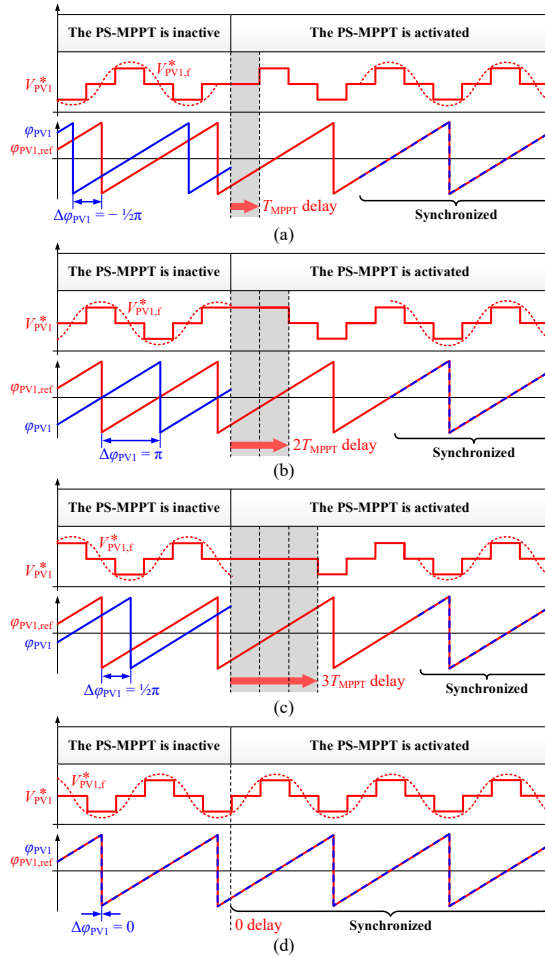 The PS-MPPT is inactive The PS-MPPT is activated
V*PV1,f
V*PV1
φPV1
φPV1,ref
ΔφPV1 = − ½π
TMPPT delay
Synchronized
(a)
The PS-MPPT is inactive The PS-MPPT is activated
V*PV1,f
V*PV1
φPV1,ref
φPV1
ΔφPV1 = π
2TMPPT delay
Synchronized
(b)
The PS-MPPT is inactive The PS-MPPT is activated
V*PV1,f
V*PV1
φPV1,ref
φPV1
ΔφPV1 = ½π
3TMPPT delay
Synchronized
(c)
The PS-MPPT is inactive The PS-MPPT is activated
V*PV1,f
V*PV1
φPV1
φPV1,ref
ΔφPV1 = 0
0 delay
Synchronized
(d)